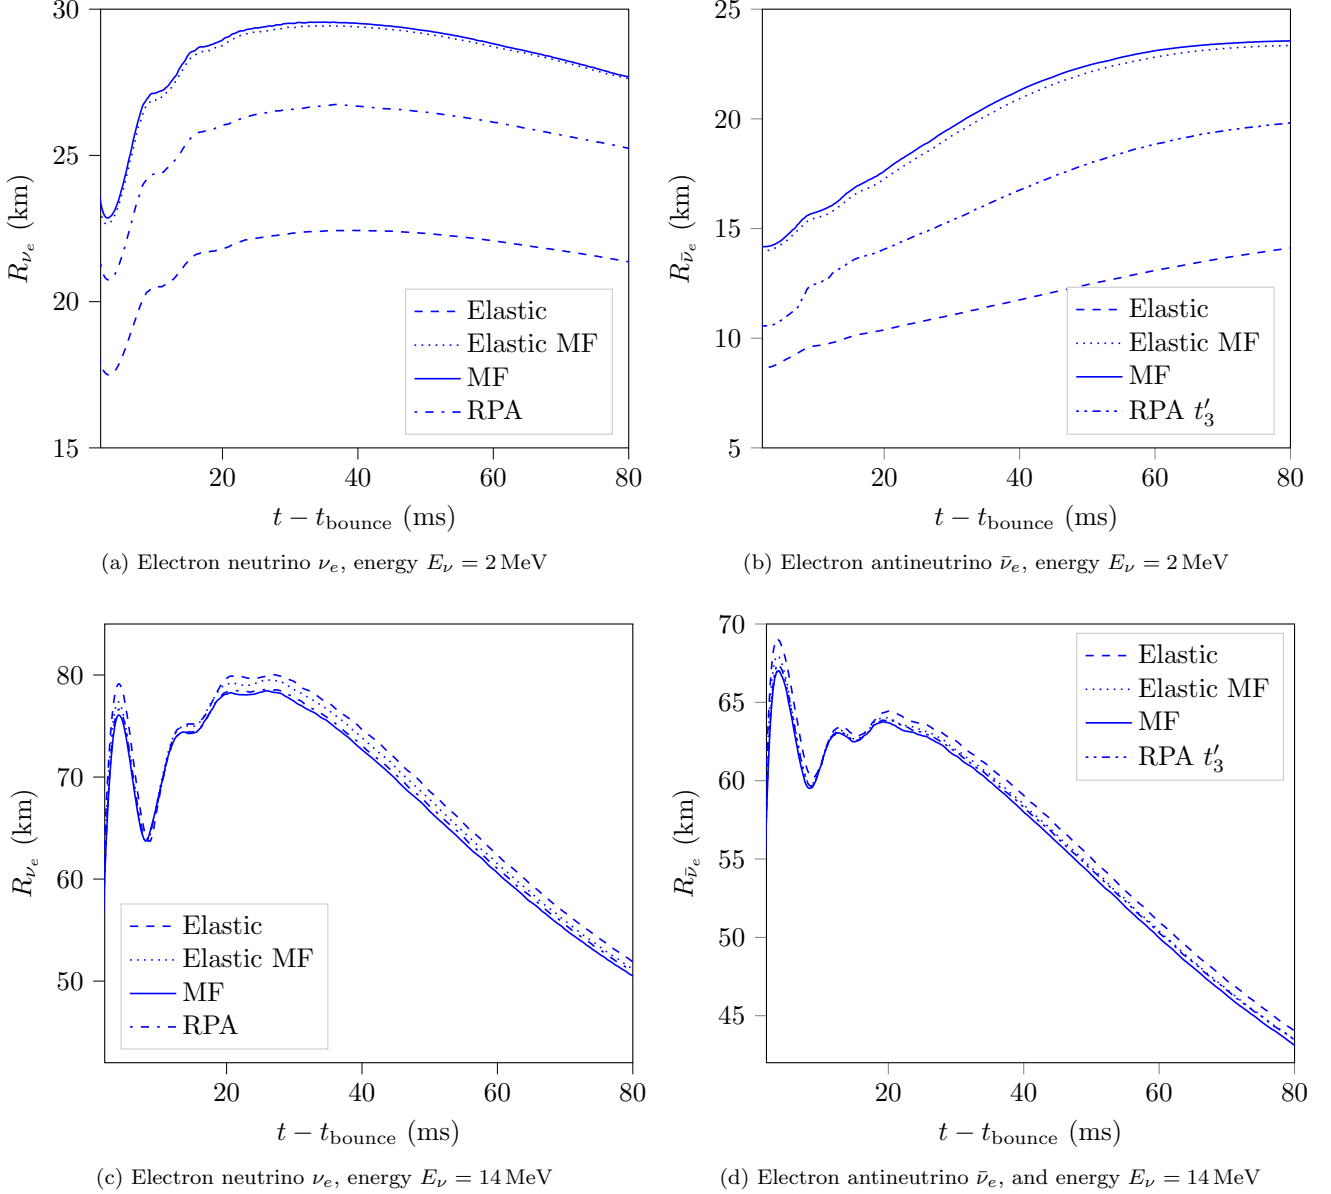 30
25
20
15
R_{ν_e} (km)
20 40 60 80
t − t_bounce (ms)
Elastic
Elastic MF
MF
RPA
(a) Electron neutrino ν_e, energy E_ν = 2 MeV
25
20
15
10
5
R_{ν̄_e} (km)
20 40 60 80
t − t_bounce (ms)
Elastic
Elastic MF
MF
RPA t′_3
(b) Electron antineutrino ν̄_e, energy E_ν = 2 MeV
80
70
60
50
R_{ν_e} (km)
20 40 60 80
t − t_bounce (ms)
Elastic
Elastic MF
MF
RPA
(c) Electron neutrino ν_e, energy E_ν = 14 MeV
70
65
60
55
50
45
R_{ν̄_e} (km)
20 40 60 80
t − t_bounce (ms)
Elastic
Elastic MF
MF
RPA t′_3
(d) Electron antineutrino ν̄_e, and energy E_ν = 14 MeV